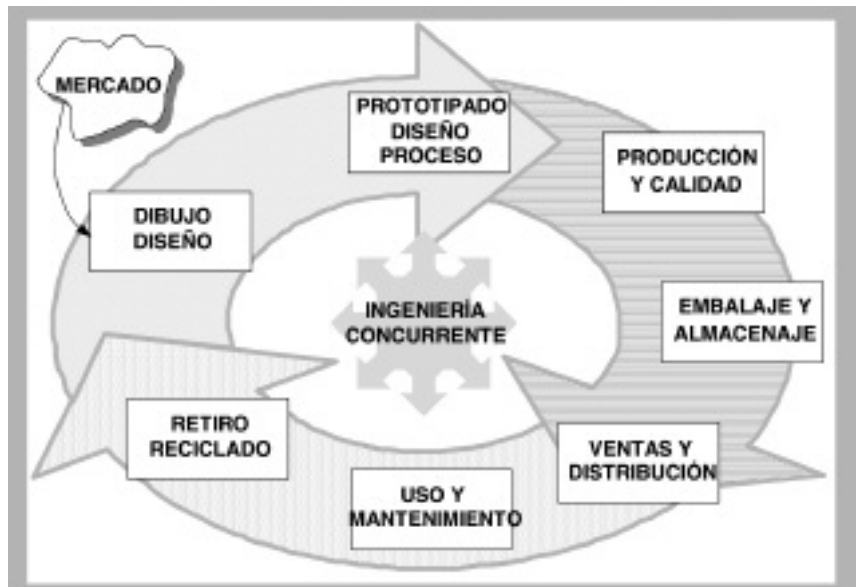 MERCADO
PROTOTIPADO
DISEÑO
PROCESO
PRODUCCIÓN
Y CALIDAD
DIBUJO
DISEÑO
INGENIERÍA
CONCURRENTE
EMBALAJE Y
ALMACENAJE
RETIRO
RECICLADO
VENTAS Y
DISTRIBUCIÓN
USO Y
MANTENIMIENTO